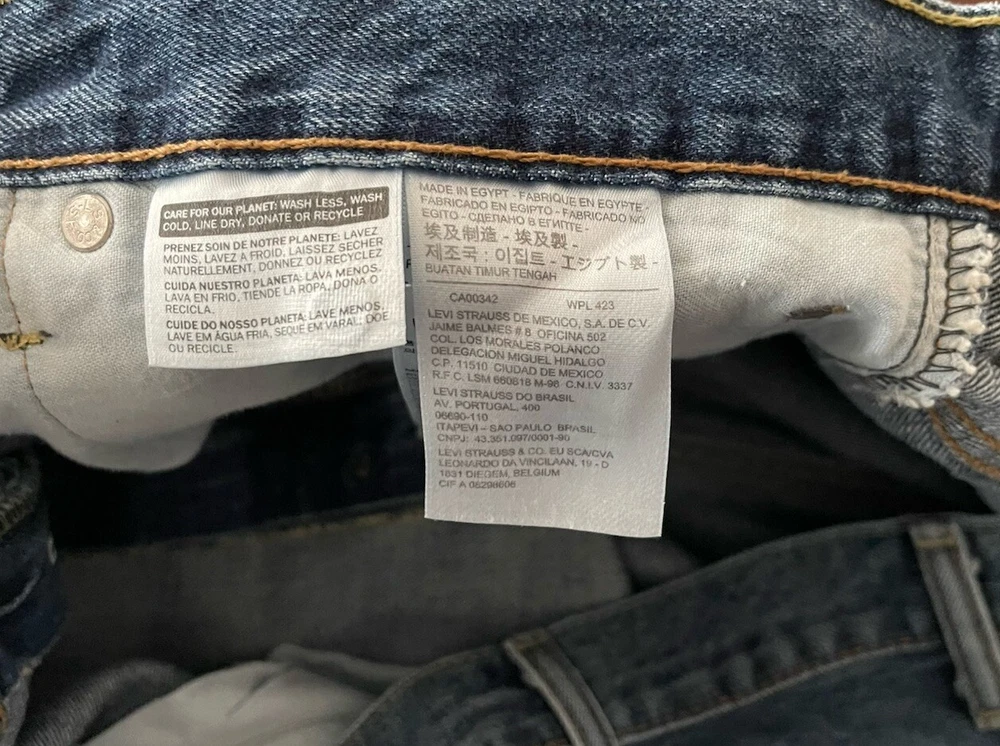 CARE FOR OUR PLANET: WASH LESS, WASH
COLD, LINE DRY, DONATE OR RECYCLE
PRENEZ SOIN DE NOTRE PLANETE: LAVEZ
MOINS, LAVEZ A FROID, LAISSEZ SECHER
NATURELLEMENT, DONNEZ OU RECYCLEZ
CUIDA NUESTRO PLANETA: LAVA MENOS,
LAVA EN FRIO, TIENDE LA ROPA, DONA O
RECICLA.
CUIDE DO NOSSO PLANETA: LAVE MENOS,
LAVE EM ÁGUA FRIA, SEQUE EM VARAL, DOE
OU RECICLE.
MADE IN EGYPT - FABRIQUE EN EGYPTE
FABRICADO EN EGIPTO - FABRICADO NO
EGITO - СДЕЛАНО В ЕГИПТЕ -
埃及制造 - 埃及製 -
제조국 : 이집트 - エジプト製 -
BUATAN TIMUR TENGAH
CA00342 WPL 423
LEVI STRAUSS DE MEXICO, S.A. DE C.V.
JAIME BALMES # 8 OFICINA 502
COL. LOS MORALES POLANCO
DELEGACION MIGUEL HIDALGO
C.P. 11510 CIUDAD DE MEXICO
R.F.C. LSM 660818 M-98 C.N.I.V. 3337
LEVI STRAUSS DO BRASIL
AV. PORTUGAL, 400
06690-110
ITAPEVI – SAO PAULO BRASIL
CNPJ: 43.351.097/0001-90
LEVI STRAUSS & CO. EU SCA/CVA
LEONARDO DA VINCILAAN, 19 - D
1831 DIEGEM, BELGIUM
CIF A 08298606